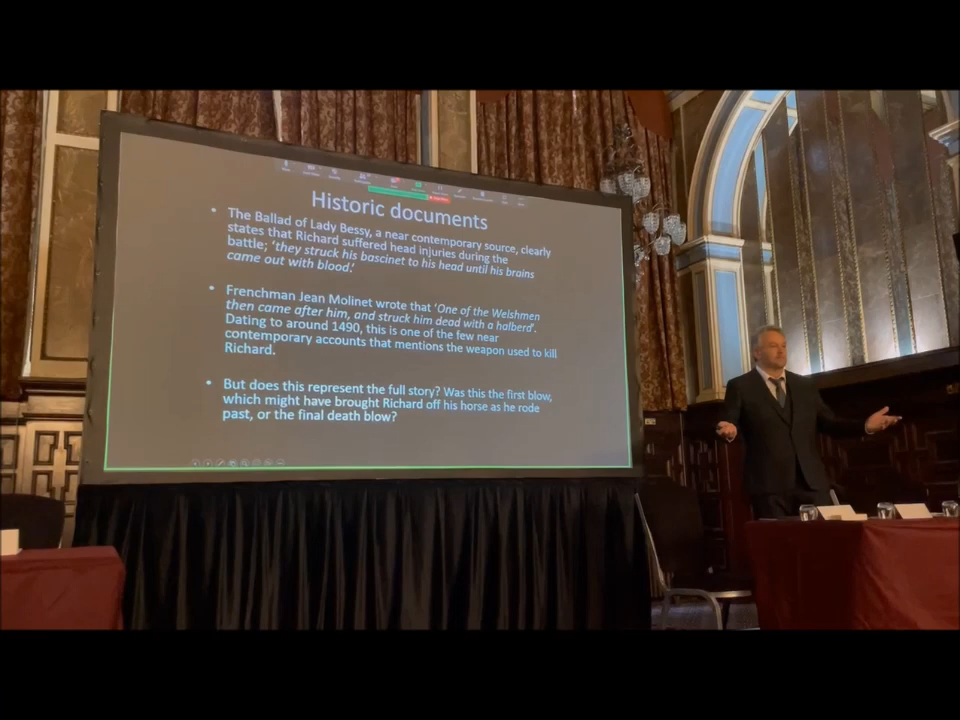 Historic documents
• The Ballad of Lady Bessy, a near contemporary source, clearly
states that Richard suffered head injuries during the
battle; 'they struck his bascinet to his head until his brains
came out with blood.'
• Frenchman Jean Molinet wrote that 'One of the Welshmen
then came after him, and struck him dead with a halberd'.
Dating to around 1490, this is one of the few near
contemporary accounts that mentions the weapon used to kill
Richard.
• But does this represent the full story? Was this the first blow,
which might have brought Richard off his horse as he rode
past, or the final death blow?